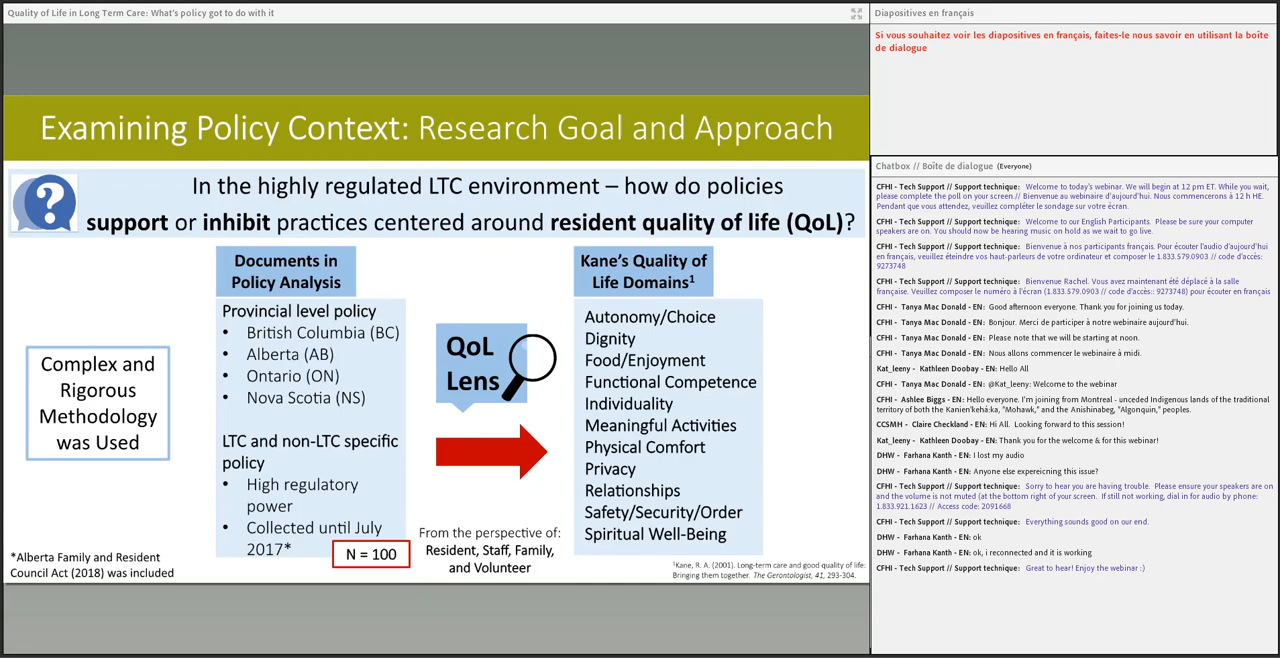 Quality of Life in Long Term Care: What's policy got to do with it
Examining Policy Context: Research Goal and Approach
?
In the highly regulated LTC environment – how do policies
support or inhibit practices centered around resident quality of life (QoL)?
Complex and
Rigorous
Methodology
was Used
Documents in
Policy Analysis
Provincial level policy
• British Columbia (BC)
• Alberta (AB)
• Ontario (ON)
• Nova Scotia (NS)
LTC and non-LTC specific
policy
• High regulatory
power
• Collected until July
2017*
N = 100
*Alberta Family and Resident
Council Act (2018) was included
QoL
Lens
From the perspective of:
Resident, Staff, Family,
and Volunteer
Kane's Quality of
Life Domains1
Autonomy/Choice
Dignity
Food/Enjoyment
Functional Competence
Individuality
Meaningful Activities
Physical Comfort
Privacy
Relationships
Safety/Security/Order
Spiritual Well-Being
1Kane, R. A. (2001). Long-term care and good quality of life:
Bringing them together. The Gerontologist, 41, 293-304.
Diapositives en français
Si vous souhaitez voir les diapositives en français, faites-le nous savoir en utilisant la boîte
de dialogue
Chatbox // Boîte de dialogue (Everyone)
CFHI - Tech Support // Support technique: Welcome to today's webinar. We will begin at 12 pm ET. While you wait,
please complete the poll on your screen.// Bienvenue au webinaire d'aujourd'hui. Nous commencerons à 12 h HE.
Pendant que vous attendez, veuillez compléter le sondage sur votre écran.
CFHI - Tech Support // Support technique: Welcome to our English Participants. Please be sure your computer
speakers are on. You should now be hearing music on hold as we wait to go live.
CFHI - Tech Support // Support technique: Bienvenue à nos participants français. Pour écouter l'audio d'aujourd'hui
en français, veuillez éteindre vos haut-parleurs de votre ordinateur et composer le 1.833.579.0903 // code d'accès:
9273748
CFHI - Tech Support // Support technique: Bienvenue Rachel. Vous avez maintenant été déplacé à la salle
française. Veuillez composer le numéro à l'écran (1.833.579.0903 // code d'accès:: 9273748) pour écouter en français
CFHI - Tanya Mac Donald - EN: Good afternoon everyone. Thank you for joining us today.
CFHI - Tanya Mac Donald - EN: Bonjour. Merci de participer à notre webinaire aujourd'hui.
CFHI - Tanya Mac Donald - EN: Please note that we will be starting at noon.
CFHI - Tanya Mac Donald - EN: Nous allons commencer le webinaire à midi.
Kat_leeny - Kathleen Doobay - EN: Hello All
CFHI - Tanya Mac Donald - EN: @Kat_leeny: Welcome to the webinar
CFHI - Ashlee Biggs - EN: Hello everyone. I'm joining from Montreal - unceded Indigenous lands of the traditional
territory of both the Kanien'kehá:ka, "Mohawk," and the Anishinabeg, "Algonquin," peoples.
CCSMH - Claire Checkland - EN: Hi All. Looking forward to this session!
Kat_leeny - Kathleen Doobay - EN: Thank you for the welcome & for this webinar!
DHW - Farhana Kanth - EN: I lost my audio
DHW - Farhana Kanth - EN: Anyone else expereicning this issue?
CFHI - Tech Support // Support technique: Sorry to hear you are having trouble. Please ensure your speakers are on
and the volume is not muted (at the bottom right of your screen. If still not working, dial in for audio by phone:
1.833.921.1623 // Access code: 2091668
CFHI - Tech Support // Support technique: Everything sounds good on our end.
DHW - Farhana Kanth - EN: ok
DHW - Farhana Kanth - EN: ok, i reconnected and it is working
CFHI - Tech Support // Support technique: Great to hear! Enjoy the webinar :)